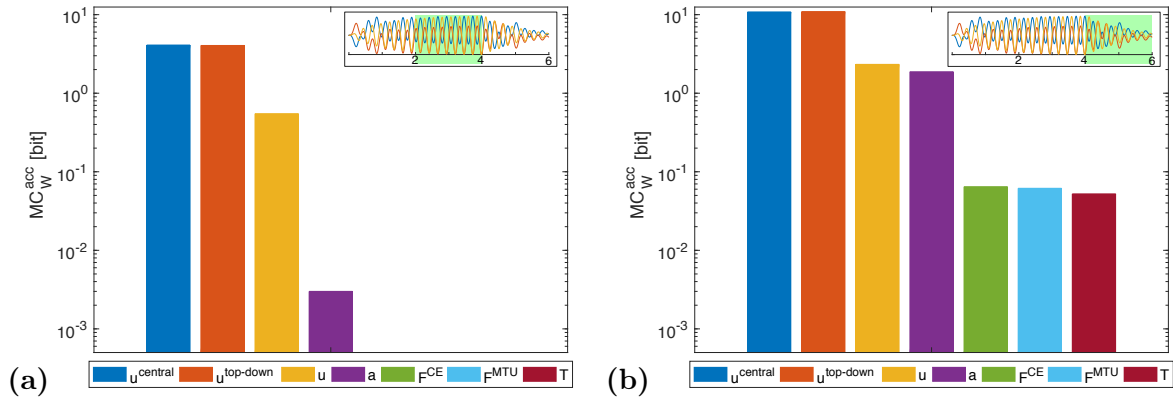 10^1
10^0
10^-1
10^-2
10^-3
MC_W^acc [bit]
2 4 6
(a)
u^central u^top-down u a F^CE F^MTU T
10^1
10^0
10^-1
10^-2
10^-3
MC_W^acc [bit]
2 4 6
(b)
u^central u^top-down u a F^CE F^MTU T